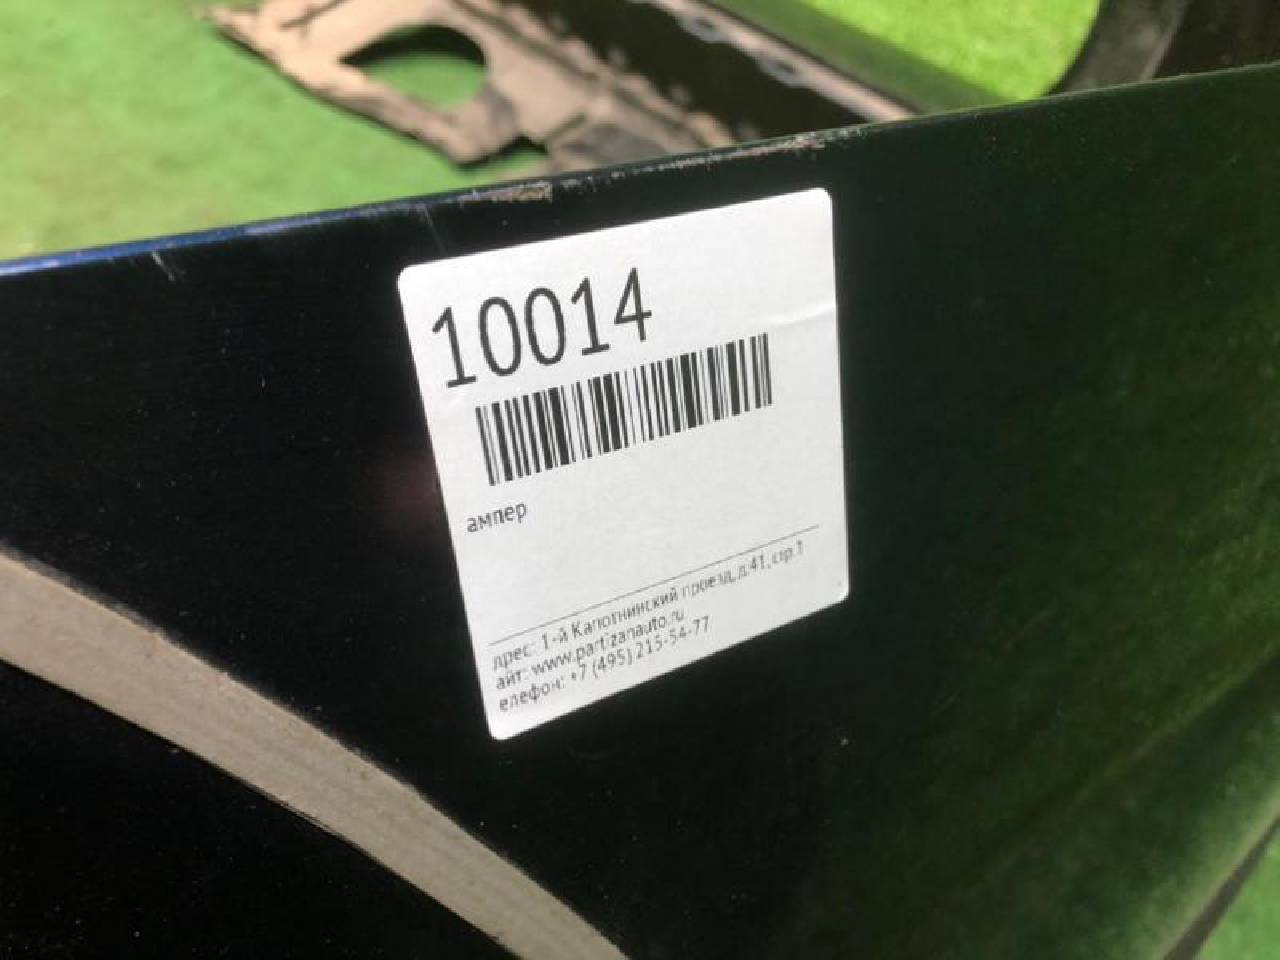 10014
ампер
дрес: 1-й Капотнинский проезд, д.41, стр.1
айт: www.partizanauto.ru
елефон: +7 (495) 215-54-77